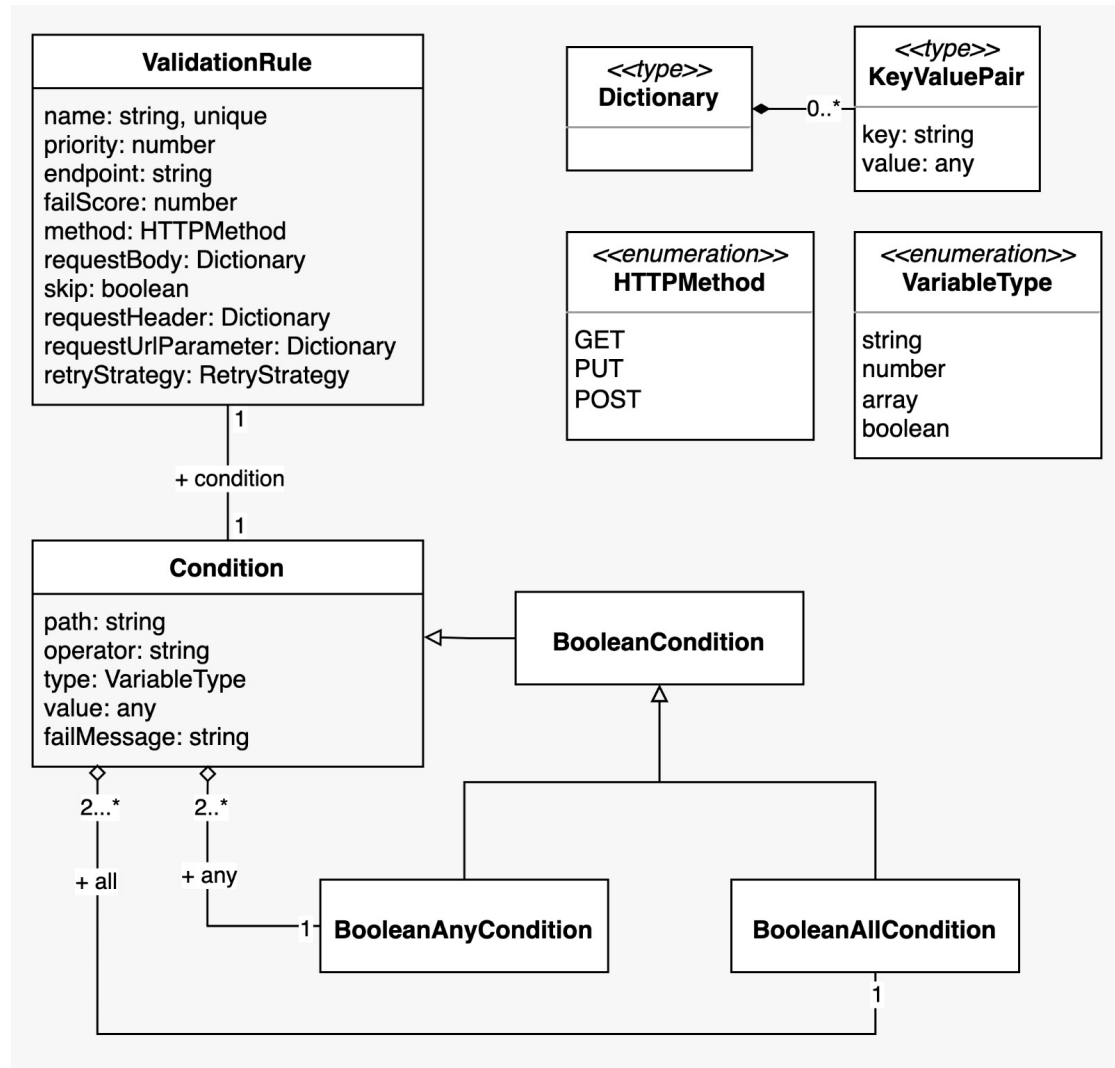 ValidationRule
name: string, unique
priority: number
endpoint: string
failScore: number
method: HTTPMethod
requestBody: Dictionary
skip: boolean
requestHeader: Dictionary
requestUrlParameter: Dictionary
retryStrategy: RetryStrategy
<<type>>
Dictionary
0..*
<<type>>
KeyValuePair
key: string
value: any
<<enumeration>>
HTTPMethod
GET
PUT
POST
<<enumeration>>
VariableType
string
number
array
boolean
1
+ condition
1
Condition
path: string
operator: string
type: VariableType
value: any
failMessage: string
BooleanCondition
2...*
2..*
+ all
+ any
1
BooleanAnyCondition
BooleanAllCondition
1